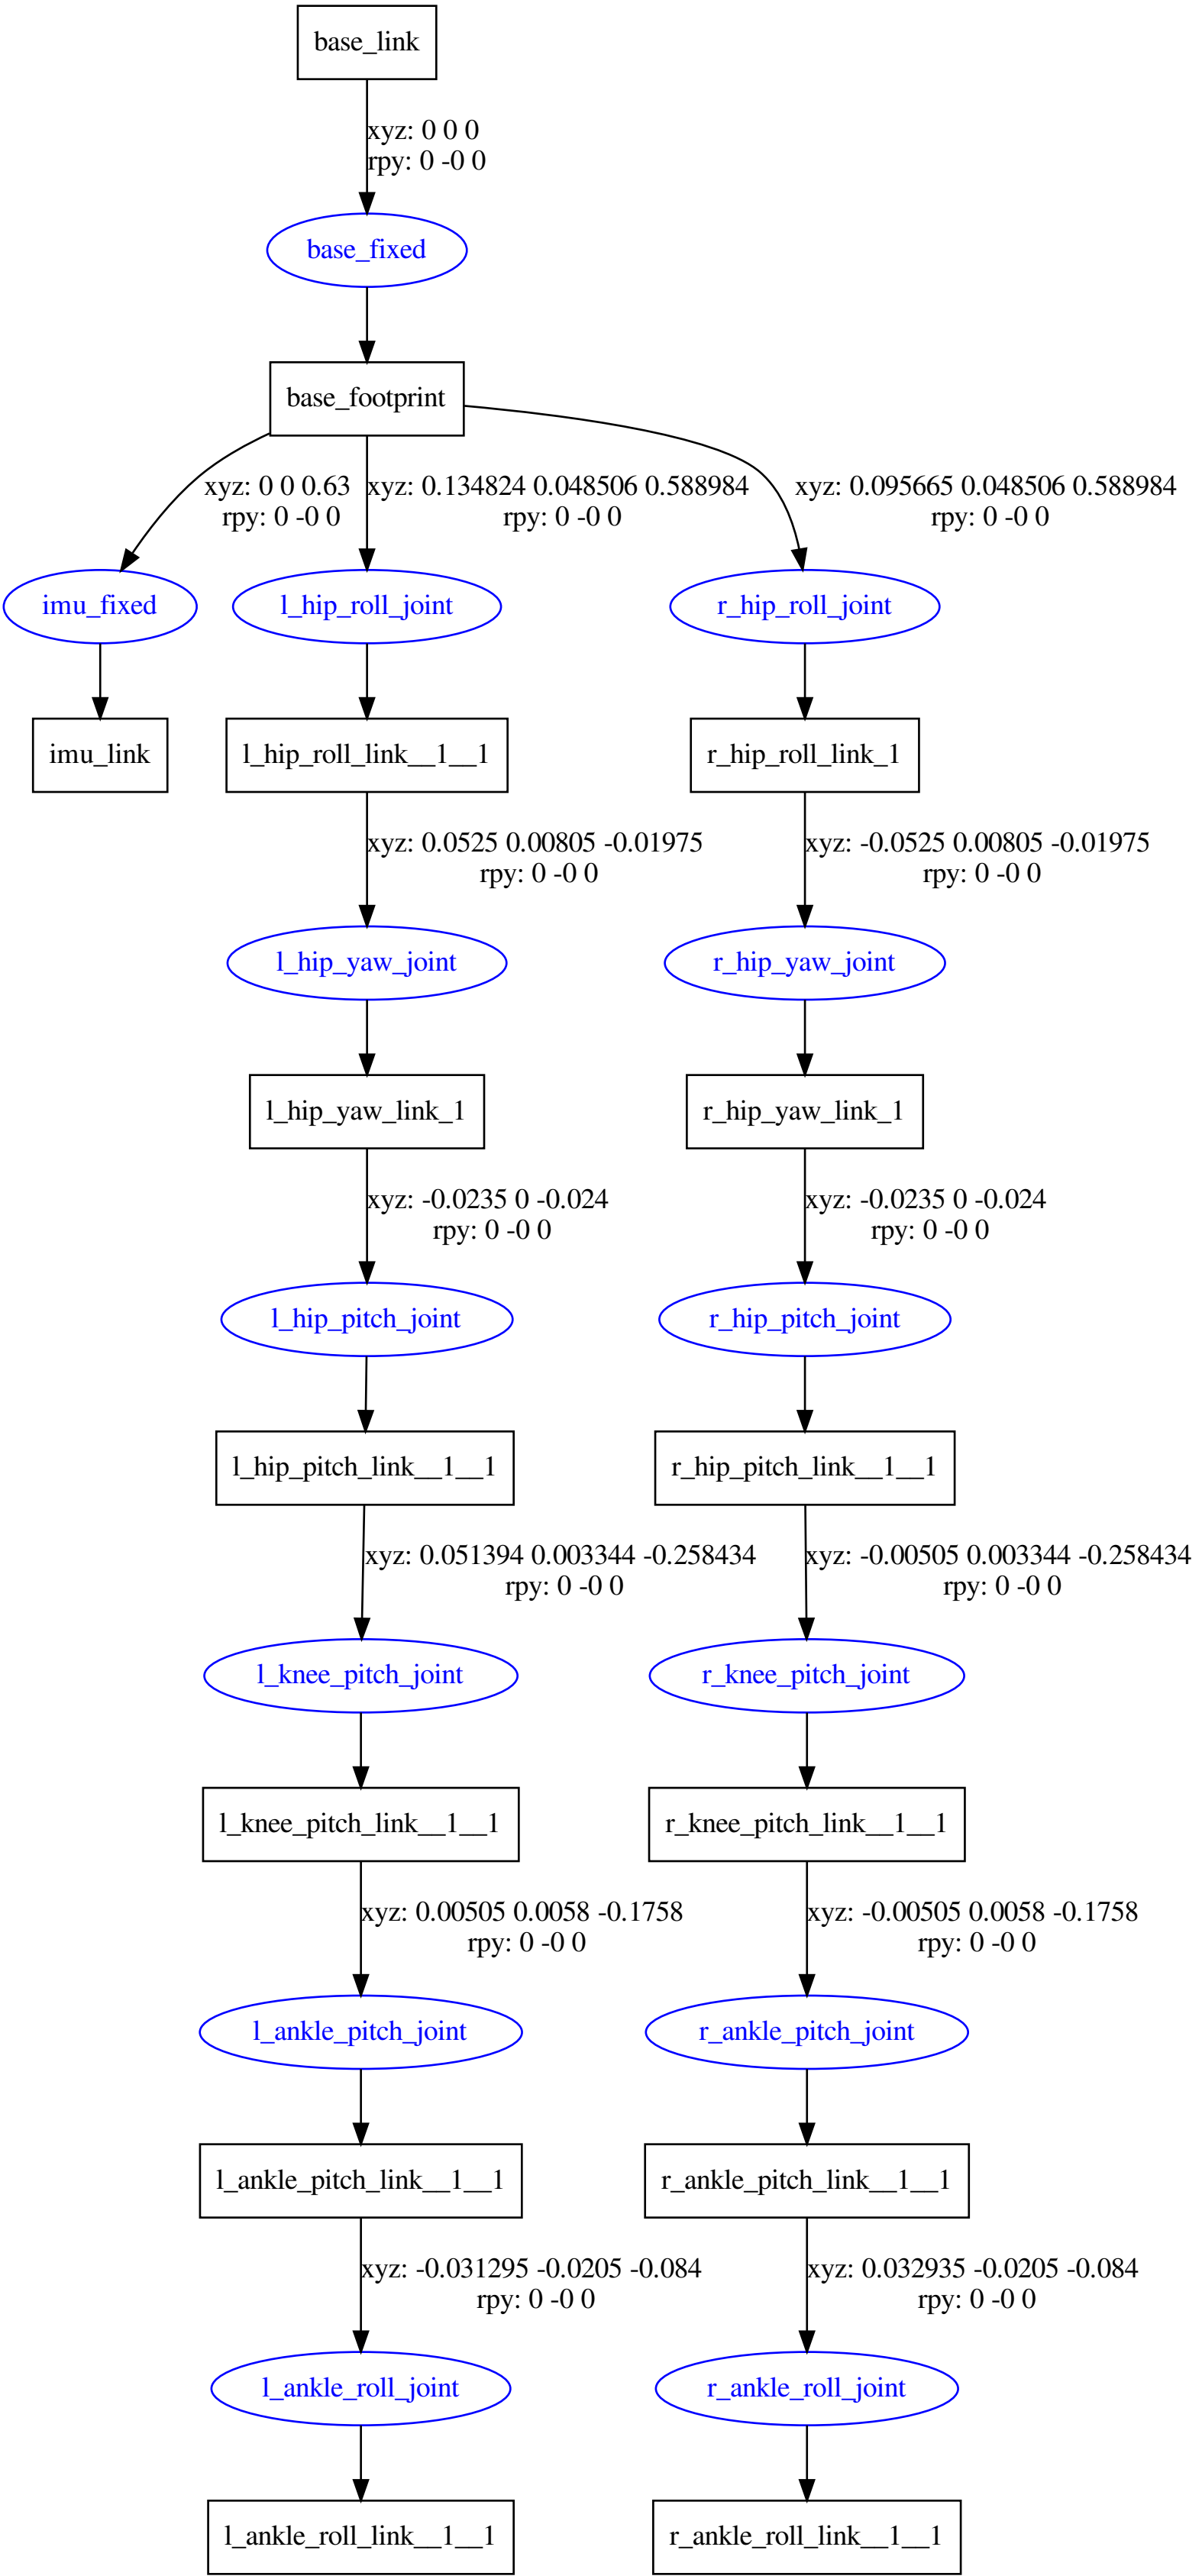 base_link
xyz: 0 0 0
rpy: 0 -0 0
base_fixed
base_footprint
xyz: 0 0 0.63
rpy: 0 -0 0
xyz: 0.134824 0.048506 0.588984
rpy: 0 -0 0
xyz: 0.095665 0.048506 0.588984
rpy: 0 -0 0
imu_fixed
l_hip_roll_joint
r_hip_roll_joint
imu_link
l_hip_roll_link__1__1
r_hip_roll_link_1
xyz: 0.0525 0.00805 -0.01975
rpy: 0 -0 0
xyz: -0.0525 0.00805 -0.01975
rpy: 0 -0 0
l_hip_yaw_joint
r_hip_yaw_joint
l_hip_yaw_link_1
r_hip_yaw_link_1
xyz: -0.0235 0 -0.024
rpy: 0 -0 0
xyz: -0.0235 0 -0.024
rpy: 0 -0 0
l_hip_pitch_joint
r_hip_pitch_joint
l_hip_pitch_link__1__1
r_hip_pitch_link__1__1
xyz: 0.051394 0.003344 -0.258434
rpy: 0 -0 0
xyz: -0.00505 0.003344 -0.258434
rpy: 0 -0 0
l_knee_pitch_joint
r_knee_pitch_joint
l_knee_pitch_link__1__1
r_knee_pitch_link__1__1
xyz: 0.00505 0.0058 -0.1758
rpy: 0 -0 0
xyz: -0.00505 0.0058 -0.1758
rpy: 0 -0 0
l_ankle_pitch_joint
r_ankle_pitch_joint
l_ankle_pitch_link__1__1
r_ankle_pitch_link__1__1
xyz: -0.031295 -0.0205 -0.084
rpy: 0 -0 0
xyz: 0.032935 -0.0205 -0.084
rpy: 0 -0 0
l_ankle_roll_joint
r_ankle_roll_joint
l_ankle_roll_link__1__1
r_ankle_roll_link__1__1